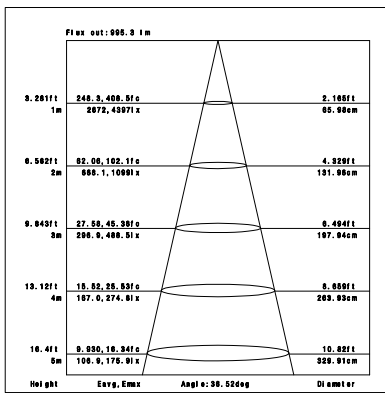 Flux out:995.3 lm
3.281ft 248.3,408.5fc 2.165ft
1m 2672,4397lx 65.98cm
6.562ft 62.06,102.1fc 4.329ft
2m 668.1,1099lx 131.96cm
9.843ft 27.58,45.38fc 6.494ft
3m 296.9,488.5lx 197.94cm
13.12ft 15.52,25.53fc 8.659ft
4m 167.0,274.8lx 263.93cm
16.4ft 9.930,16.34fc 10.82ft
5m 106.9,175.9lx 329.91cm
Height Eavg,Emax Angle:36.52deg Diameter